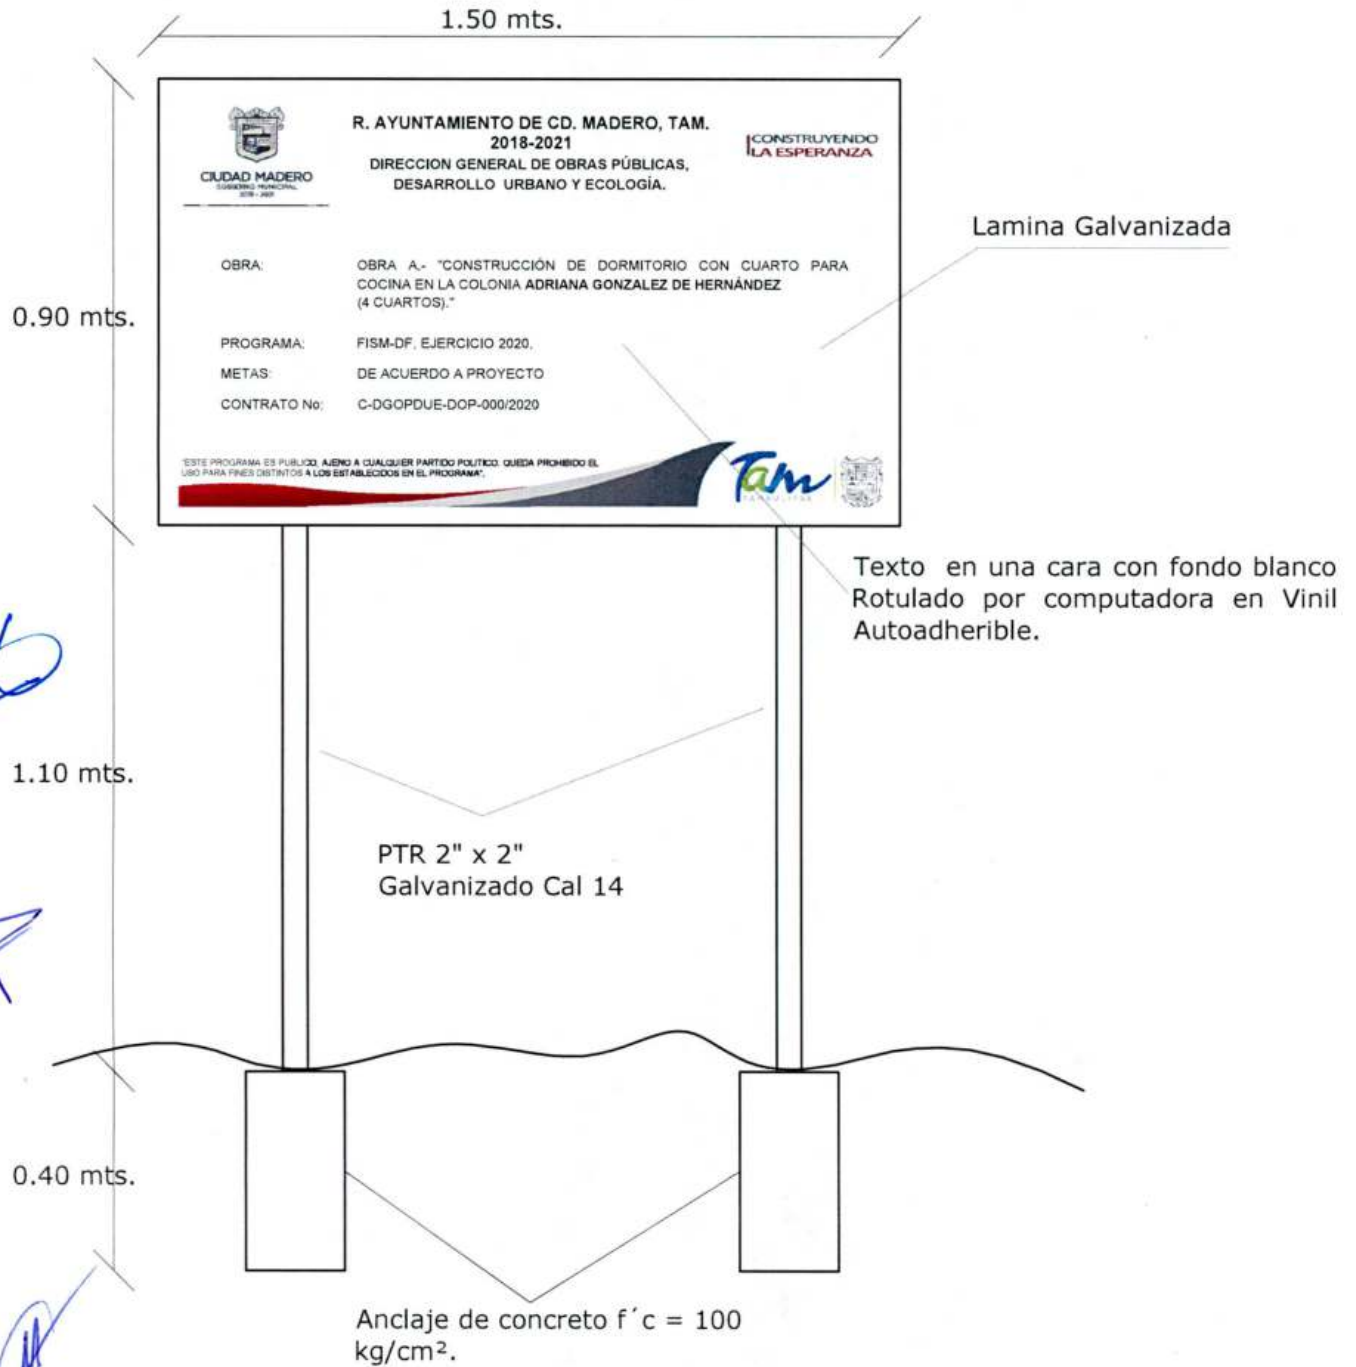 1.50 mts.
CIUDAD MADERO
GOBIERNO MUNICIPAL
2018 - 2021
R. AYUNTAMIENTO DE CD. MADERO, TAM.
2018-2021
DIRECCION GENERAL DE OBRAS PÚBLICAS,
DESARROLLO URBANO Y ECOLOGÍA.
CONSTRUYENDO
LA ESPERANZA
Lamina Galvanizada
OBRA: OBRA A.- "CONSTRUCCIÓN DE DORMITORIO CON CUARTO PARA
COCINA EN LA COLONIA ADRIANA GONZALEZ DE HERNÁNDEZ
(4 CUARTOS)."
0.90 mts.
PROGRAMA: FISM-DF, EJERCICIO 2020.
METAS: DE ACUERDO A PROYECTO
CONTRATO No: C-DGOPDUE-DOP-000/2020
"ESTE PROGRAMA ES PUBLICO, AJENO A CUALQUIER PARTIDO POLITICO. QUEDA PROHIBIDO EL
USO PARA FINES DISTINTOS A LOS ESTABLECIDOS EN EL PROGRAMA".
Tam
TAMAULIPAS
Texto en una cara con fondo blanco
Rotulado por computadora en Vinil
Autoadherible.
1.10 mts.
PTR 2" x 2"
Galvanizado Cal 14
0.40 mts.
Anclaje de concreto f´c = 100
kg/cm².